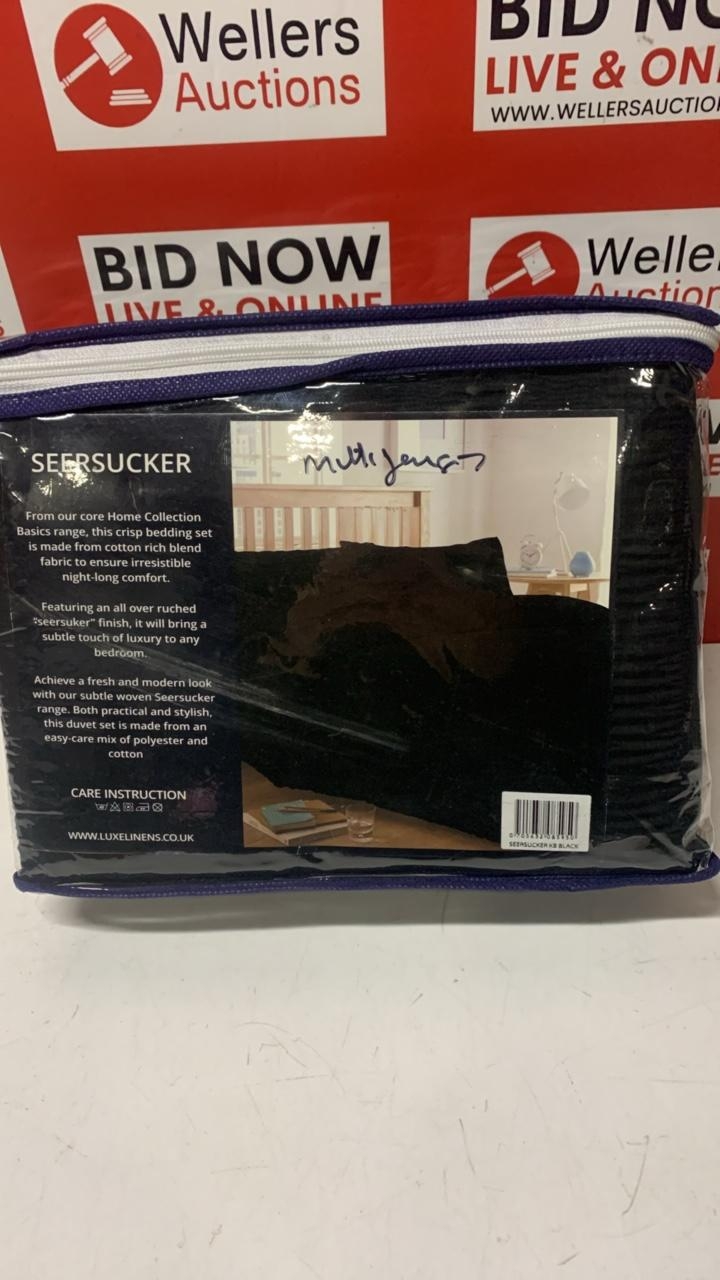 Wellers
Auctions
BID NO
LIVE & ONL
WWW.WELLERSAUCTIO
BID NOW
LIVE & ONLINE
Welle
Auction
SEERSUCKER
From our core Home Collection
Basics range, this crisp bedding set
is made from cotton rich blend
fabric to ensure irresistible
night-long comfort.
Featuring an all over ruched
"seersuker" finish, it will bring a
subtle touch of luxury to any
bedroom.
Achieve a fresh and modern look
with our subtle woven Seersucker
range. Both practical and stylish,
this duvet set is made from an
easy-care mix of polyester and
cotton
CARE INSTRUCTION
WWW.LUXELINENS.CO.UK
SEERSUCKER KB BLACK